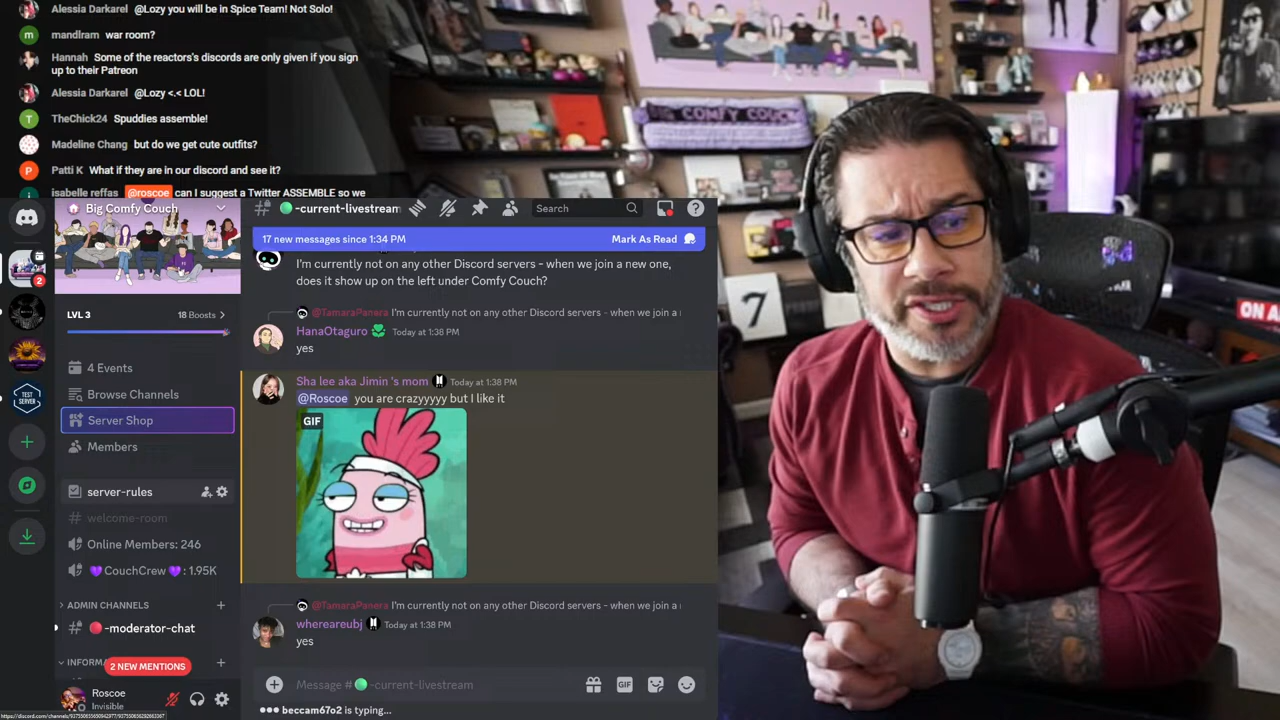 Alessia Darkarel @Lozy you will be in Spice Team! Not Solo!
m mandlram war room?
Hannah Some of the reactors's discords are only given if you sign
up to their Patreon
Alessia Darkarel @Lozy <.< LOL!
T TheChick24 Spuddies assemble!
Madeline Chang but do we get cute outfits?
P Patti K What if they are in our discord and see it?
isabelle reffas @roscoe can I suggest a Twitter ASSEMBLE so we
BIG COMFY COUCH
7
ON A
Big Comfy Couch
-current-livestream
Search
17 new messages since 1:34 PM
Mark As Read
I'm currently not on any other Discord servers - when we join a new one,
does it show up on the left under Comfy Couch?
2
LVL 3
18 Boosts
@TamaraPanera I'm currently not on any other Discord servers - when we join a
HanaOtaguro Today at 1:38 PM
yes
4 Events
Browse Channels
Server Shop
Members
Sha lee aka Jimin 's mom Today at 1:38 PM
@Roscoe you are crazyyyyy but I like it
GIF
TEST
SERVER
server-rules
welcome-room
Online Members: 246
CouchCrew : 1.95K
ADMIN CHANNELS
-moderator-chat
INFORMA
2 NEW MENTIONS
@TamaraPanera I'm currently not on any other Discord servers - when we join a
whereareubj Today at 1:38 PM
yes
Message # -current-livestream
GIF
Roscoe
Invisible
beccam67o2 is typing...